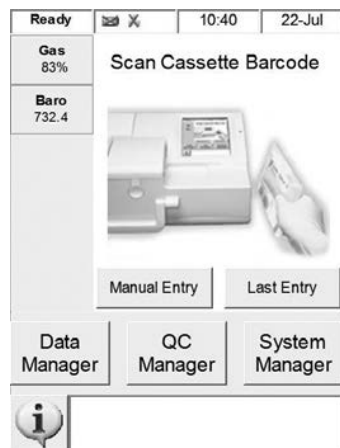 Ready
10:40
22-Jul
Gas
83%
Baro
732.4
Scan Cassette Barcode
Manual Entry
Last Entry
Data
Manager
QC
Manager
System
Manager
i